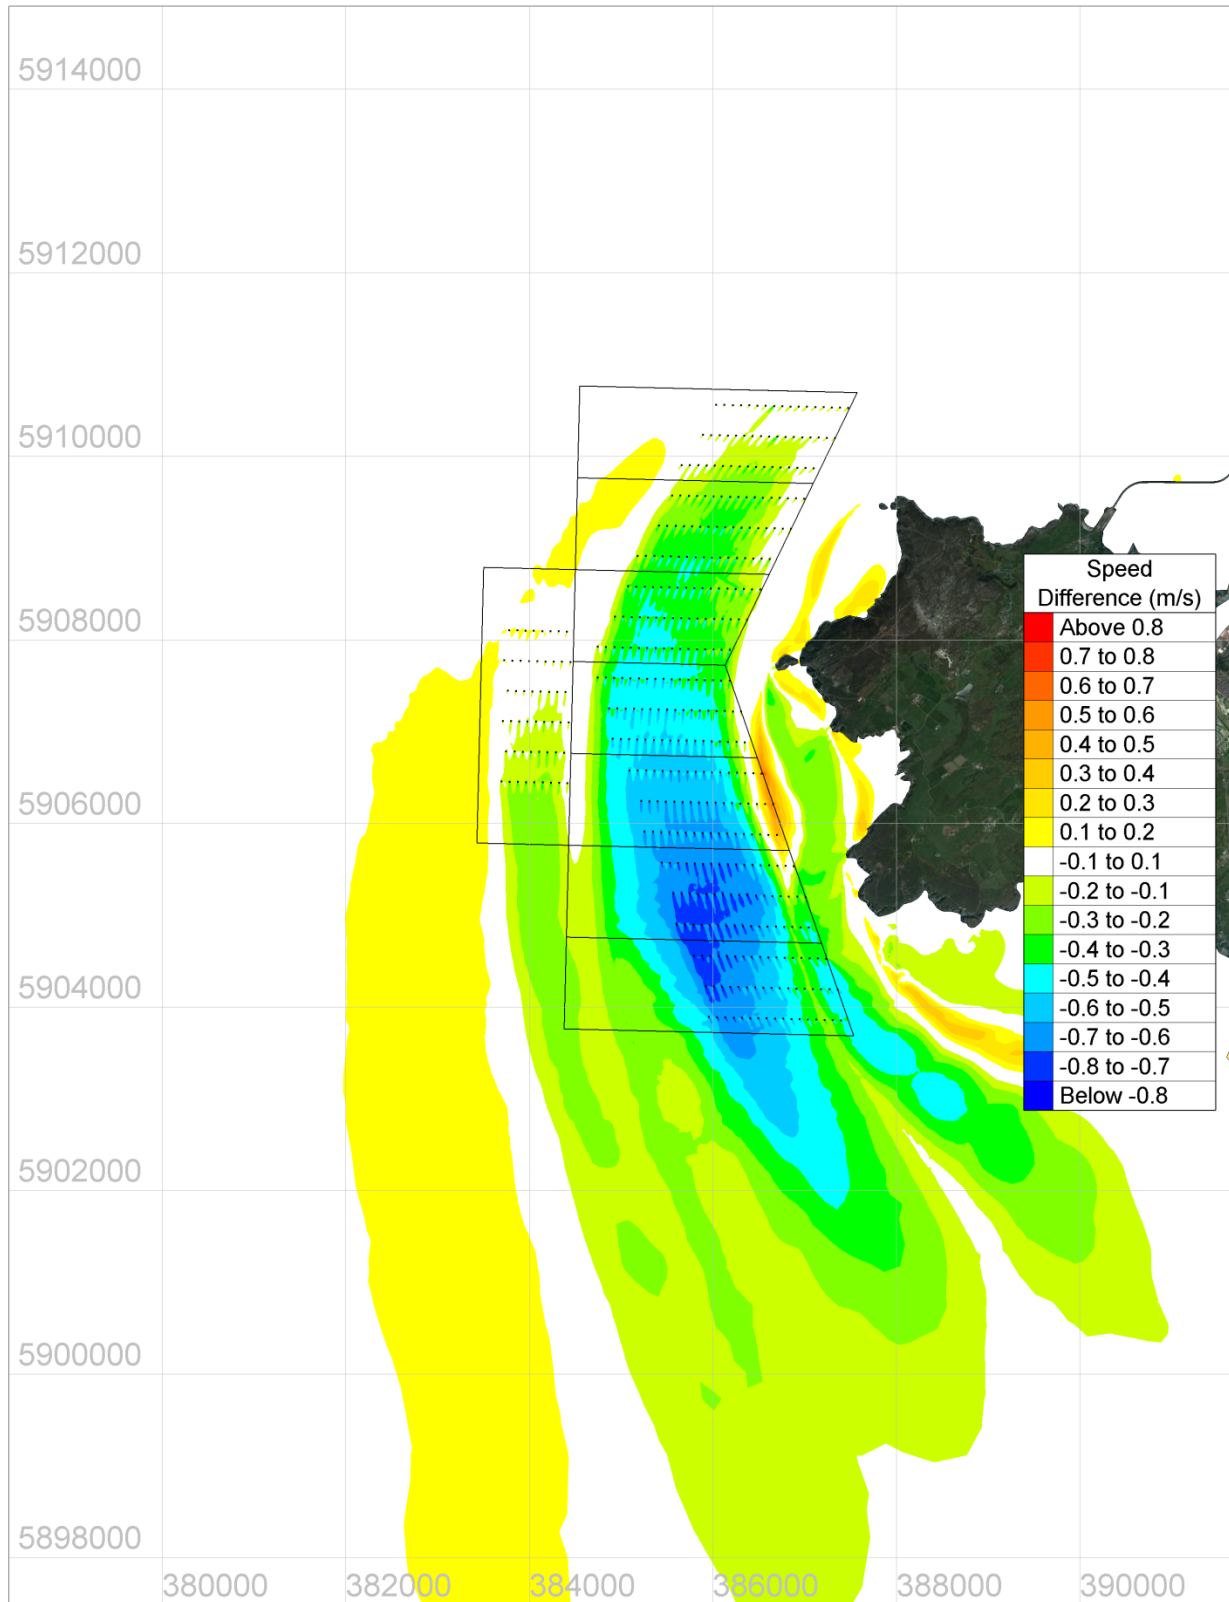 5914000
5912000
5910000
5908000
5906000
5904000
5902000
5900000
5898000
380000
382000
384000
386000
388000
390000
Speed
Difference (m/s)
Above 0.8
0.7 to 0.8
0.6 to 0.7
0.5 to 0.6
0.4 to 0.5
0.3 to 0.4
0.2 to 0.3
0.1 to 0.2
-0.1 to 0.1
-0.2 to -0.1
-0.3 to -0.2
-0.4 to -0.3
-0.5 to -0.4
-0.6 to -0.5
-0.7 to -0.6
-0.8 to -0.7
Below -0.8